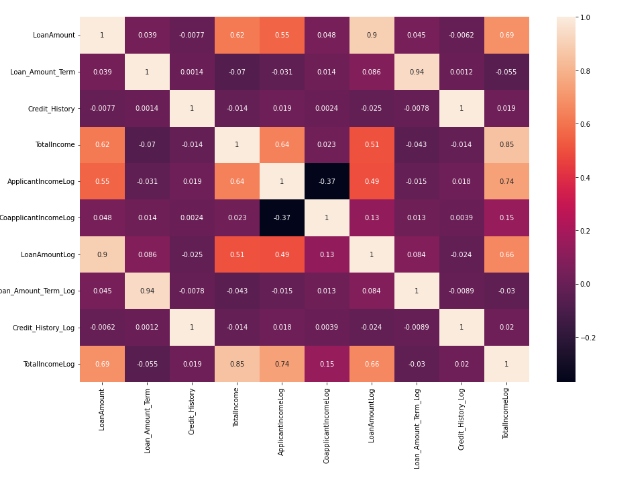 LoanAmount 1 0.039 -0.0077 0.62 0.55 0.048 0.9 0.045 -0.0062 0.69
Loan_Amount_Term 0.039 1 0.0014 -0.07 -0.031 0.014 0.086 0.94 0.0012 -0.055
Credit_History -0.0077 0.0014 1 -0.014 0.019 0.0024 -0.025 -0.0078 1 0.019
TotalIncome 0.62 -0.07 -0.014 1 0.64 0.023 0.51 -0.043 -0.014 0.85
ApplicantIncomeLog 0.55 -0.031 0.019 0.64 1 -0.37 0.49 -0.015 0.018 0.74
CoapplicantIncomeLog 0.048 0.014 0.0024 0.023 -0.37 1 0.13 0.013 0.0039 0.15
LoanAmountLog 0.9 0.086 -0.025 0.51 0.49 0.13 1 0.084 -0.024 0.66
oan_Amount_Term_Log 0.045 0.94 -0.0078 -0.043 -0.015 0.013 0.084 1 -0.0089 -0.03
Credit_History_Log -0.0062 0.0012 1 -0.014 0.018 0.0039 -0.024 -0.0089 1 0.02
TotalIncomeLog 0.69 -0.055 0.019 0.85 0.74 0.15 0.66 -0.03 0.02 1
LoanAmount
Loan_Amount_Term
Credit_History
TotalIncome
ApplicantIncomeLog
CoapplicantIncomeLog
LoanAmountLog
Loan_Amount_Term_Log
Credit_History_Log
TotalIncomeLog
1.0
0.8
0.6
0.4
0.2
0.0
−0.2